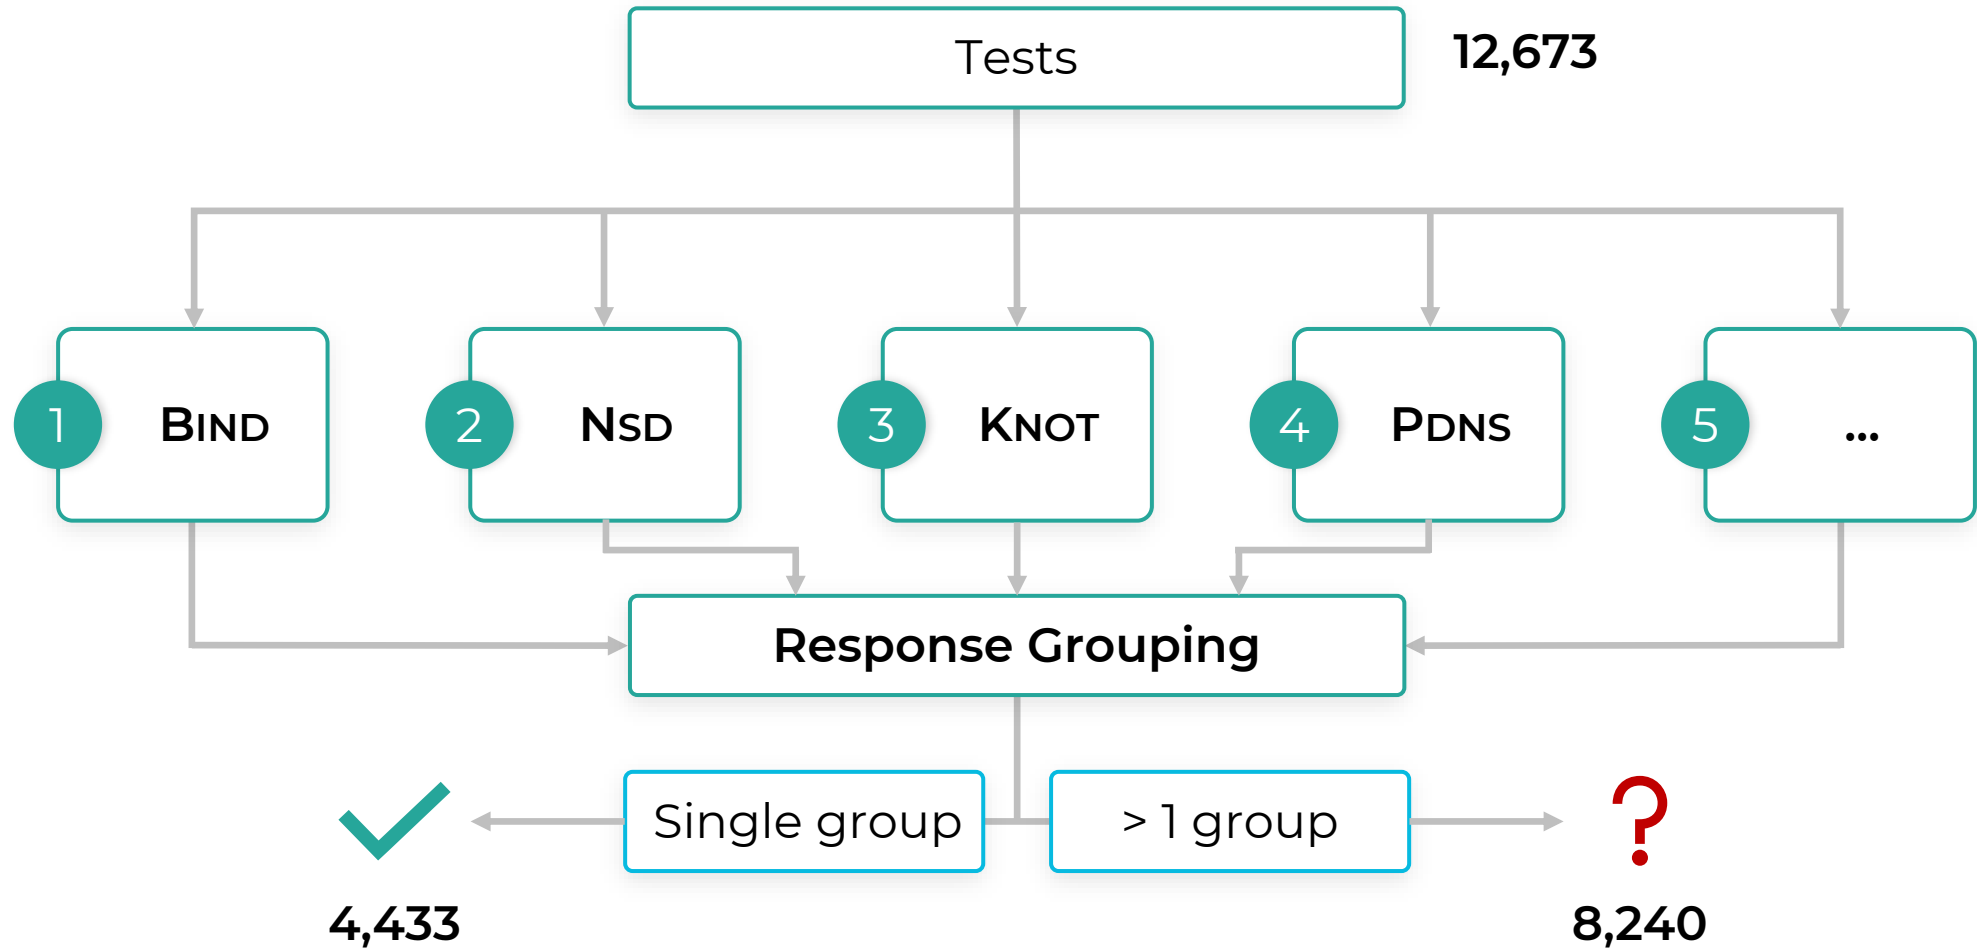 Tests
12,673
1
BIND
2
NSD
3
KNOT
4
PDNS
5
...
Response Grouping
Single group
> 1 group
?
4,433
8,240